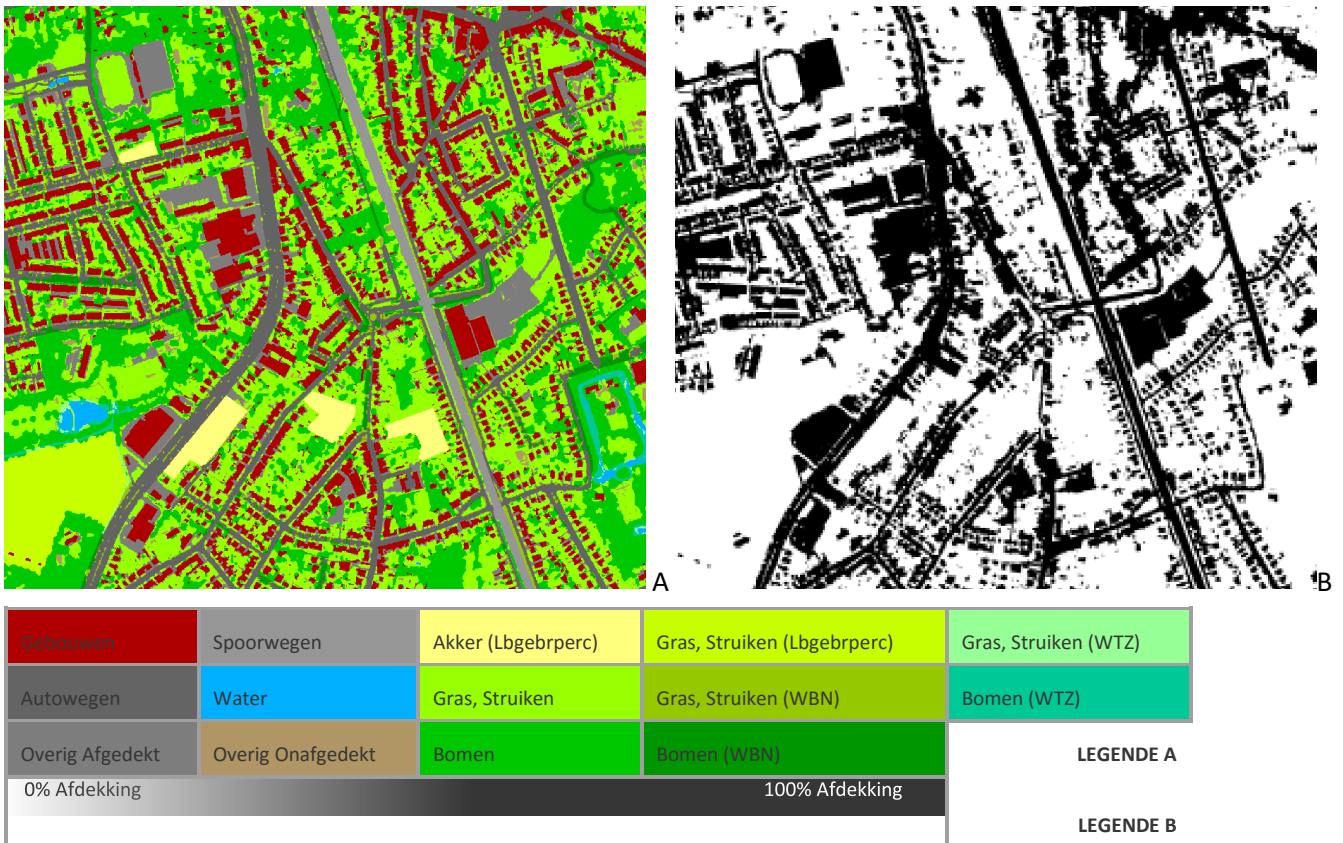 A
B
Gebouwen
Spoorwegen
Akker (Lbgebrperc)
Gras, Struiken (Lbgebrperc)
Gras, Struiken (WTZ)
Autowegen
Water
Gras, Struiken
Gras, Struiken (WBN)
Bomen (WTZ)
Overig Afgedekt
Overig Onafgedekt
Bomen
Bomen (WBN)
LEGENDE A
0% Afdekking
100% Afdekking
LEGENDE B